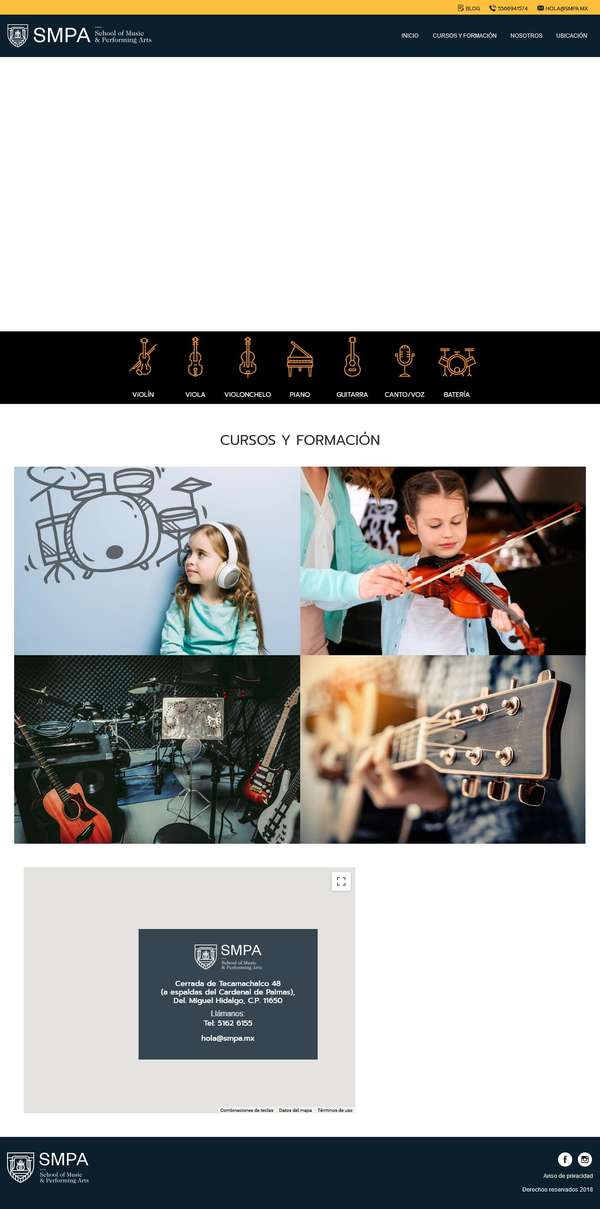 BLOG 5566941574 HOLA@SMPA.MX
SMPA School of Music
& Performing Arts
INICIO CURSOS Y FORMACIÓN NOSOTROS UBICACIÓN
VIOLÍN VIOLA VIOLONCHELO PIANO GUITARRA CANTO/VOZ BATERÍA
CURSOS Y FORMACIÓN
SMPA
School of Music
& Performing Arts
Cerrada de Tecamachalco 48
(a espaldas del Cardenal de Palmas),
Del. Miguel Hidalgo, C.P. 11650
Llámanos:
Tel: 5162 6155
hola@smpa.mx
Combinaciones de teclas Datos del mapa Términos de uso
SMPA
School of Music
& Performing Arts
Aviso de privacidad
Derechos reservados 2018